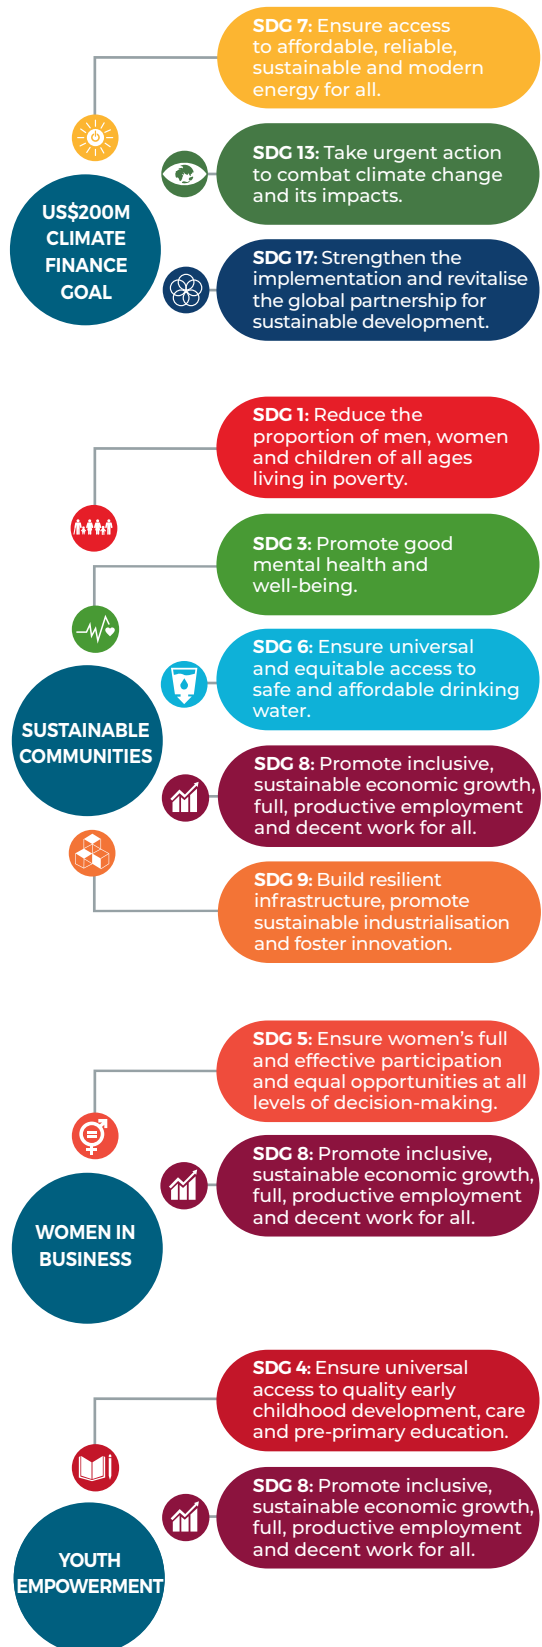 SDG 7: Ensure access
to affordable, reliable,
sustainable and modern
energy for all.
SDG 13: Take urgent action
to combat climate change
and its impacts.
US$200M
CLIMATE
FINANCE
GOAL
SDG 17: Strengthen the
implementation and revitalise
the global partnership for
sustainable development.
SDG 1: Reduce the
proportion of men, women
and children of all ages
living in poverty.
SDG 3: Promote good
mental health and
well-being.
SDG 6: Ensure universal
and equitable access to
safe and affordable drinking
water.
SUSTAINABLE
COMMUNITIES
SDG 8: Promote inclusive,
sustainable economic growth,
full, productive employment
and decent work for all.
SDG 9: Build resilient
infrastructure, promote
sustainable industrialisation
and foster innovation.
SDG 5: Ensure women’s full
and effective participation
and equal opportunities at all
levels of decision-making.
SDG 8: Promote inclusive,
sustainable economic growth,
full, productive employment
and decent work for all.
WOMEN IN
BUSINESS
SDG 4: Ensure universal
access to quality early
childhood development, care
and pre-primary education.
SDG 8: Promote inclusive,
sustainable economic growth,
full, productive employment
and decent work for all.
YOUTH
EMPOWERMENT